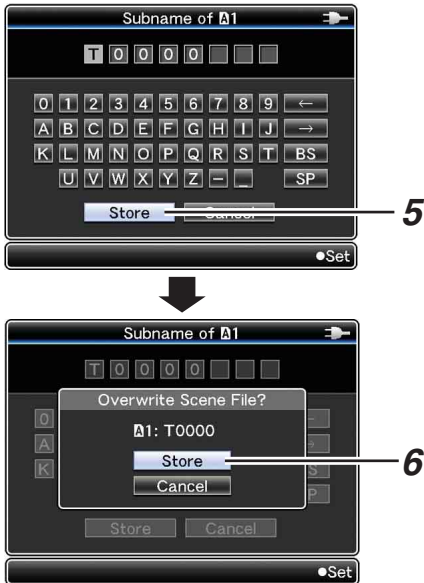 Subname of A1
T 0 0 0 0
0 1 2 3 4 5 6 7 8 9 ←
A B C D E F G H I J →
K L M N O P Q R S T BS
U V W X Y Z - _ SP
Store Cancel 5
●Set
Subname of A1
T 0 0 0 0
Overwrite Scene File?
0
A1: T0000
A
Store 6
K S
Cancel P
Store Cancel
●Set